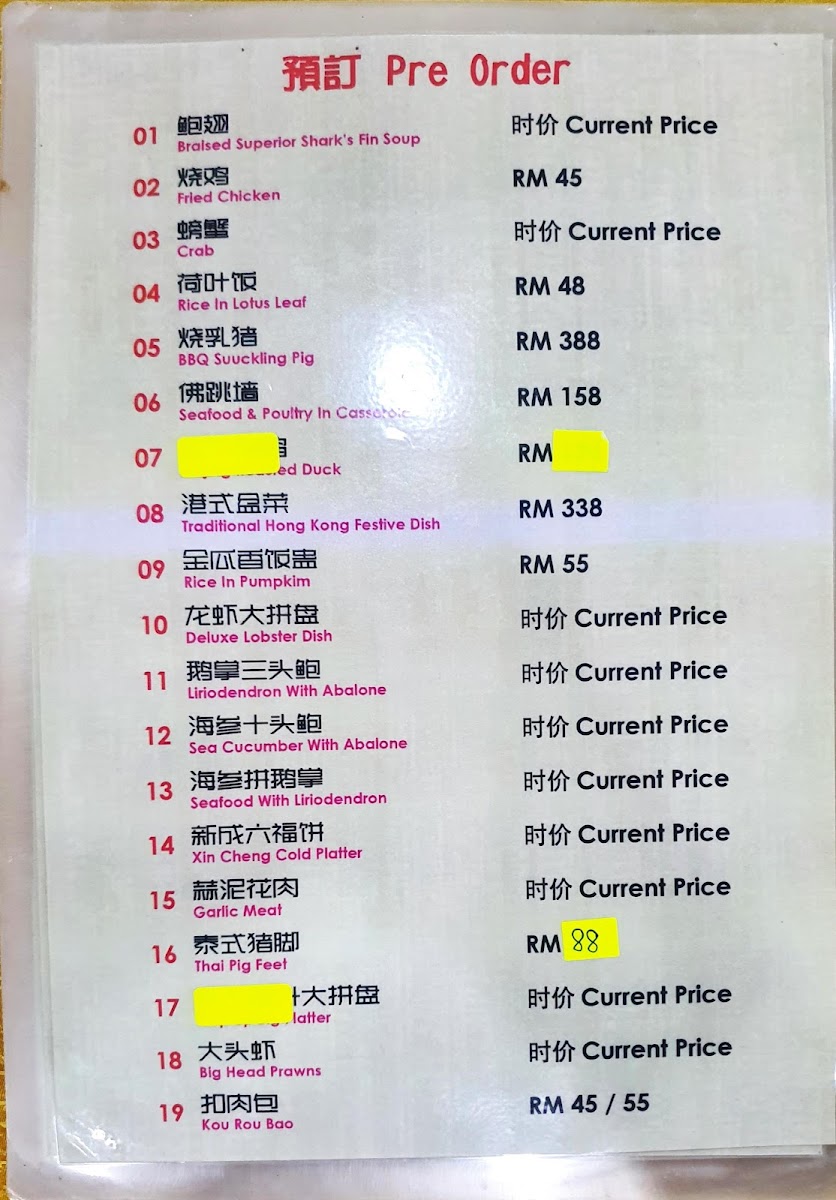 預訂 Pre Order
01 鲍翅 时价 Current Price
Braised Superior Shark's Fin Soup
02 烧鸡 RM 45
Fried Chicken
03 螃蟹 时价 Current Price
Crab
04 荷叶饭 RM 48
Rice In Lotus Leaf
05 烧乳猪 RM 388
BBQ Suuckling Pig
06 佛跳墙 RM 158
Seafood & Poultry In Casserole
07 RM
Duck
08 港式盆菜 RM 338
Traditional Hong Kong Festive Dish
09 金瓜香饭盅 RM 55
Rice In Pumpkim
10 龙虾大拼盘 时价 Current Price
Deluxe Lobster Dish
11 鹅掌三头鲍 时价 Current Price
Liriodendron With Abalone
12 海参十头鲍 时价 Current Price
Sea Cucumber With Abalone
13 海参拼鹅掌 时价 Current Price
Seafood With Liriodendron
14 新成六福饼 时价 Current Price
Xin Cheng Cold Platter
15 蒜泥花肉 时价 Current Price
Garlic Meat
16 泰式猪脚 RM 88
Thai Pig Feet
17 大拼盘 时价 Current Price
Platter
18 大头虾 时价 Current Price
Big Head Prawns
19 扣肉包 RM 45 / 55
Kou Rou Bao